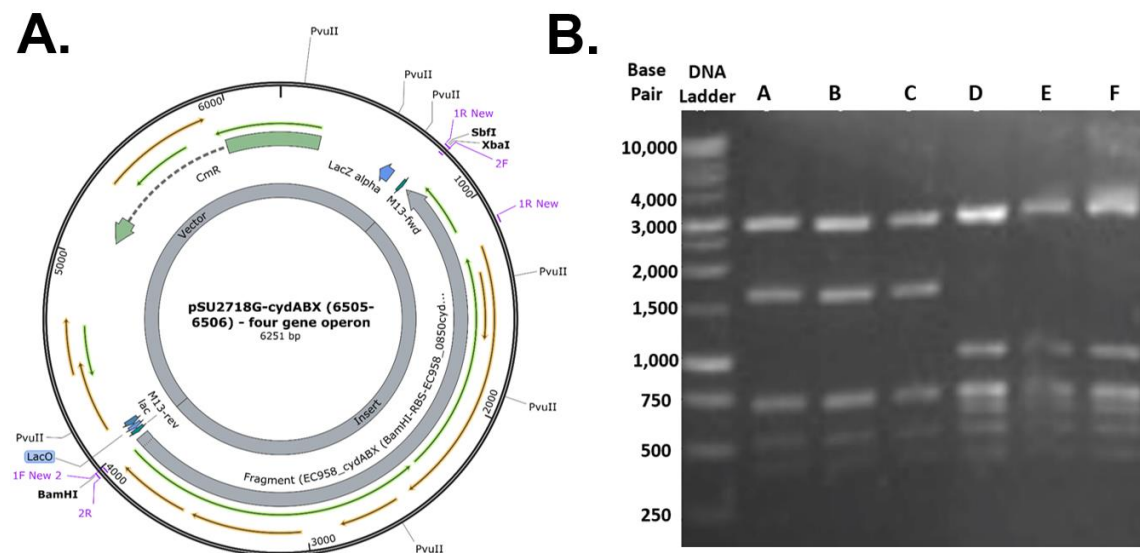 A.
PvuII
PvuII
PvuII
1R New
SbfI
XbaI
2F
1R New
PvuII
PvuII
PvuII
PvuII
LacO
1F New 2
BamHI
2R
6000
1000
2000
3000
4000
5000
CmR
LacZ alpha
M13-fwd
Vector
Insert
lac
M13-rev
pSU2718G-cydABX (6505-
6506) - four gene operon
6251 bp
Fragment (EC958_cydABX (BamHI-RBS-EC958_0850cyd...
B.
Base
Pair
DNA
Ladder
A B C D E F
10,000
4,000
3,000
2,000
1,500
1,000
750
500
250